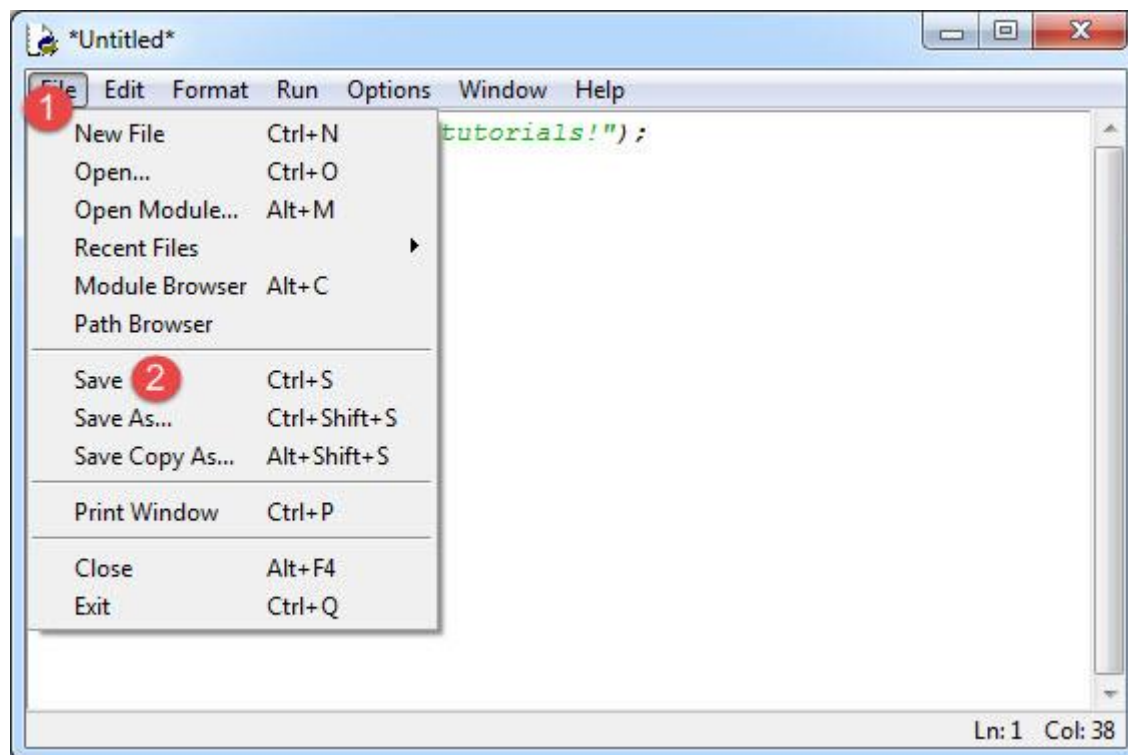 *Untitled*
File Edit Format Run Options Window Help
1
tutorials!");
New File Ctrl+N
Open... Ctrl+O
Open Module... Alt+M
Recent Files
Module Browser Alt+C
Path Browser
Save 2 Ctrl+S
Save As... Ctrl+Shift+S
Save Copy As... Alt+Shift+S
Print Window Ctrl+P
Close Alt+F4
Exit Ctrl+Q
Ln: 1 Col: 38